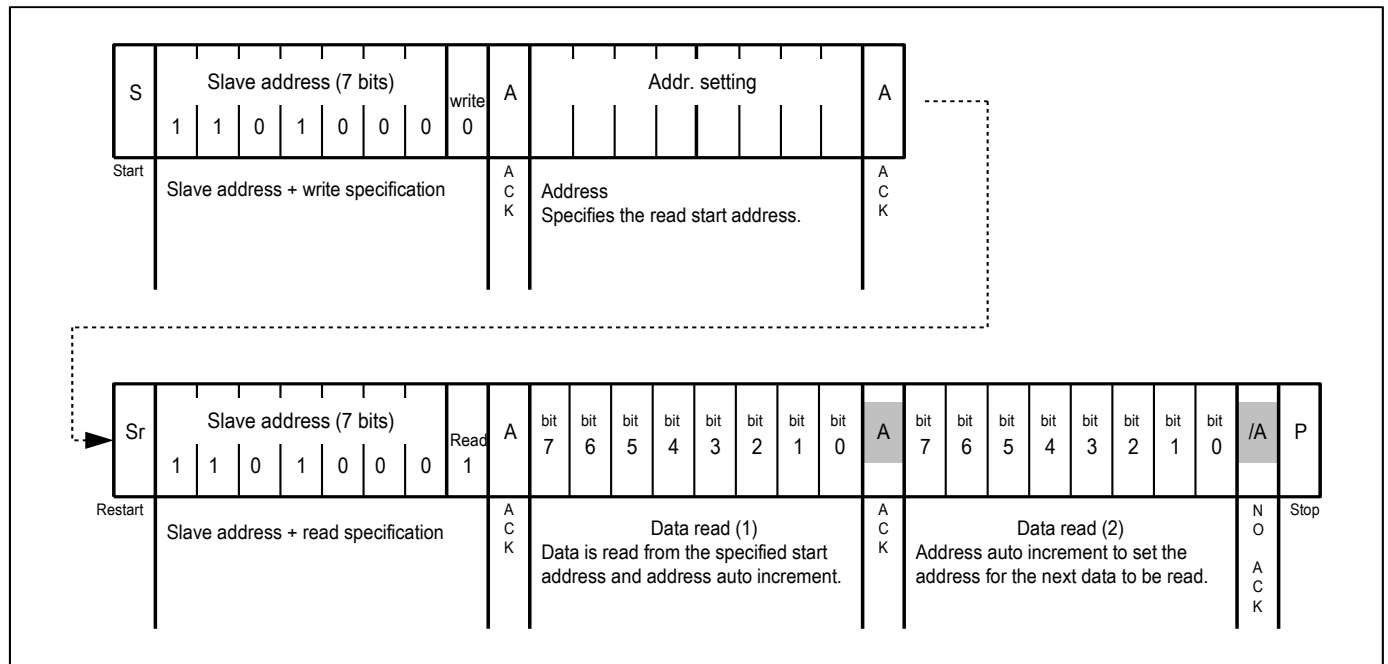 S Slave address (7 bits) write A Addr. setting A
1 1 0 1 0 0 0 0
Start
Slave address + write specification
A C K
Address
Specifies the read start address.
A C K
Sr Slave address (7 bits) Read A bit 7 bit 6 bit 5 bit 4 bit 3 bit 2 bit 1 bit 0 A bit 7 bit 6 bit 5 bit 4 bit 3 bit 2 bit 1 bit 0 /A P
1 1 0 1 0 0 0 1
Restart
Slave address + read specification
A C K
Data read (1)
Data is read from the specified start
address and address auto increment.
A C K
Data read (2)
Address auto increment to set the
address for the next data to be read.
N O A C K
Stop